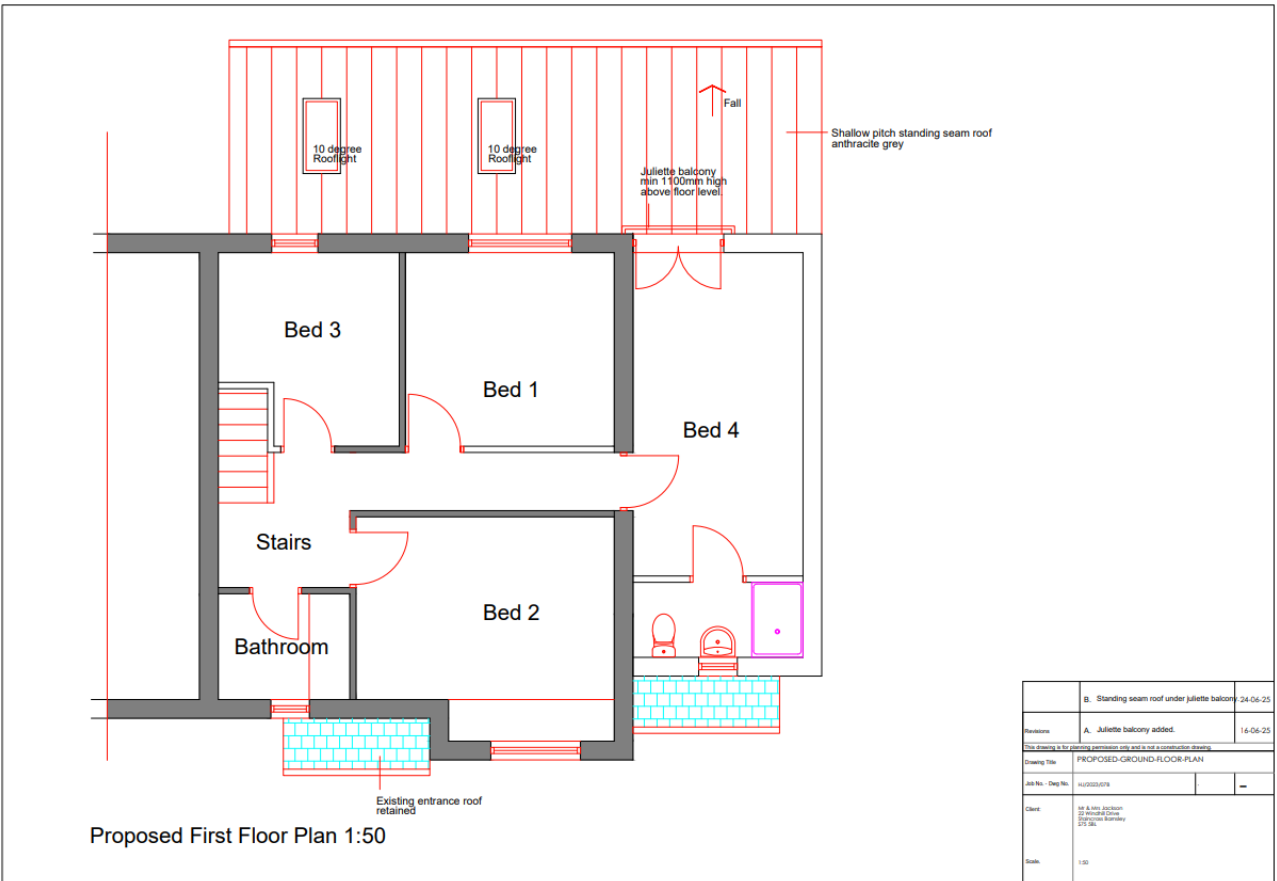 Fall
Shallow pitch standing seam roof
anthracite grey
10 degree
Rooflight
10 degree
Rooflight
Juliette balcony
min 1100mm high
above floor level.
Bed 3
Bed 1
Bed 4
Stairs
Bed 2
Bathroom
Existing entrance roof
retained
Proposed First Floor Plan 1:50
B. Standing seam roof under juliette balcony. 24-06-25
Revisions A. Juliette balcony added. 16-06-25
This drawing is for planning permission only and is not a construction drawing.
Drawing Title PROPOSED-GROUND-FLOOR-PLAN
Job No. - Dwg No.
Client: Mr & Mrs Jackson
22 Windhill Drive
Staincross Barnsley
Scale. 1:50